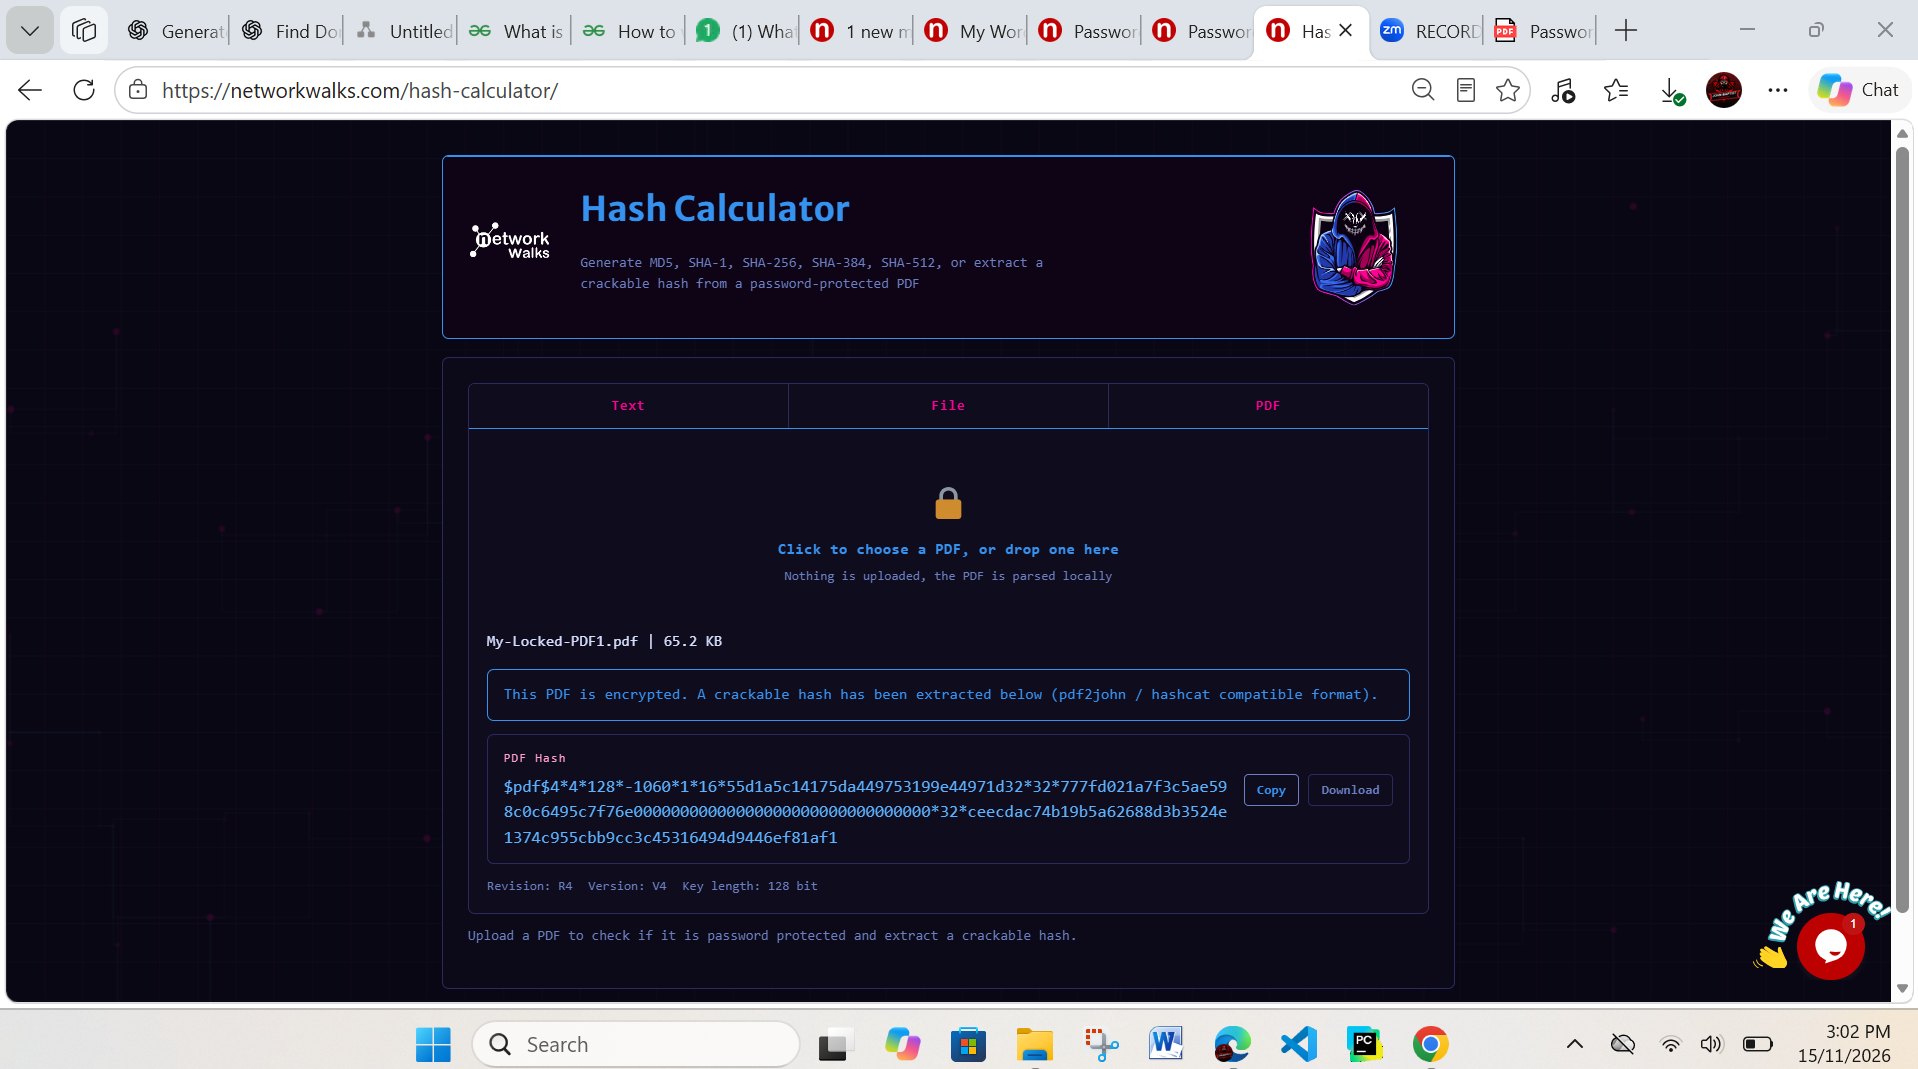 Generat
Find Do
Untitled
What is
How to
(1) Wha
1 new m
My Wor
Passwor
Passwor
Has
RECORD
Passwor
https://networkwalks.com/hash-calculator/
Chat
network
walks
Hash Calculator
Generate MD5, SHA-1, SHA-256, SHA-384, SHA-512, or extract a
crackable hash from a password-protected PDF
Text
File
PDF
Click to choose a PDF, or drop one here
Nothing is uploaded, the PDF is parsed locally
My-Locked-PDF1.pdf | 65.2 KB
This PDF is encrypted. A crackable hash has been extracted below (pdf2john / hashcat compatible format).
PDF Hash
$pdf$4*4*128*-1060*1*16*55d1a5c14175da449753199e44971d32*32*777fd021a7f3c5ae59
8c0c6495c7f76e00000000000000000000000000000000*32*ceecdac74b19b5a62688d3b3524e
1374c955cbb9cc3c45316494d9446ef81af1
Copy
Download
Revision: R4 Version: V4 Key length: 128 bit
Upload a PDF to check if it is password protected and extract a crackable hash.
We Are Here!
1
Search
3:02 PM
15/11/2026